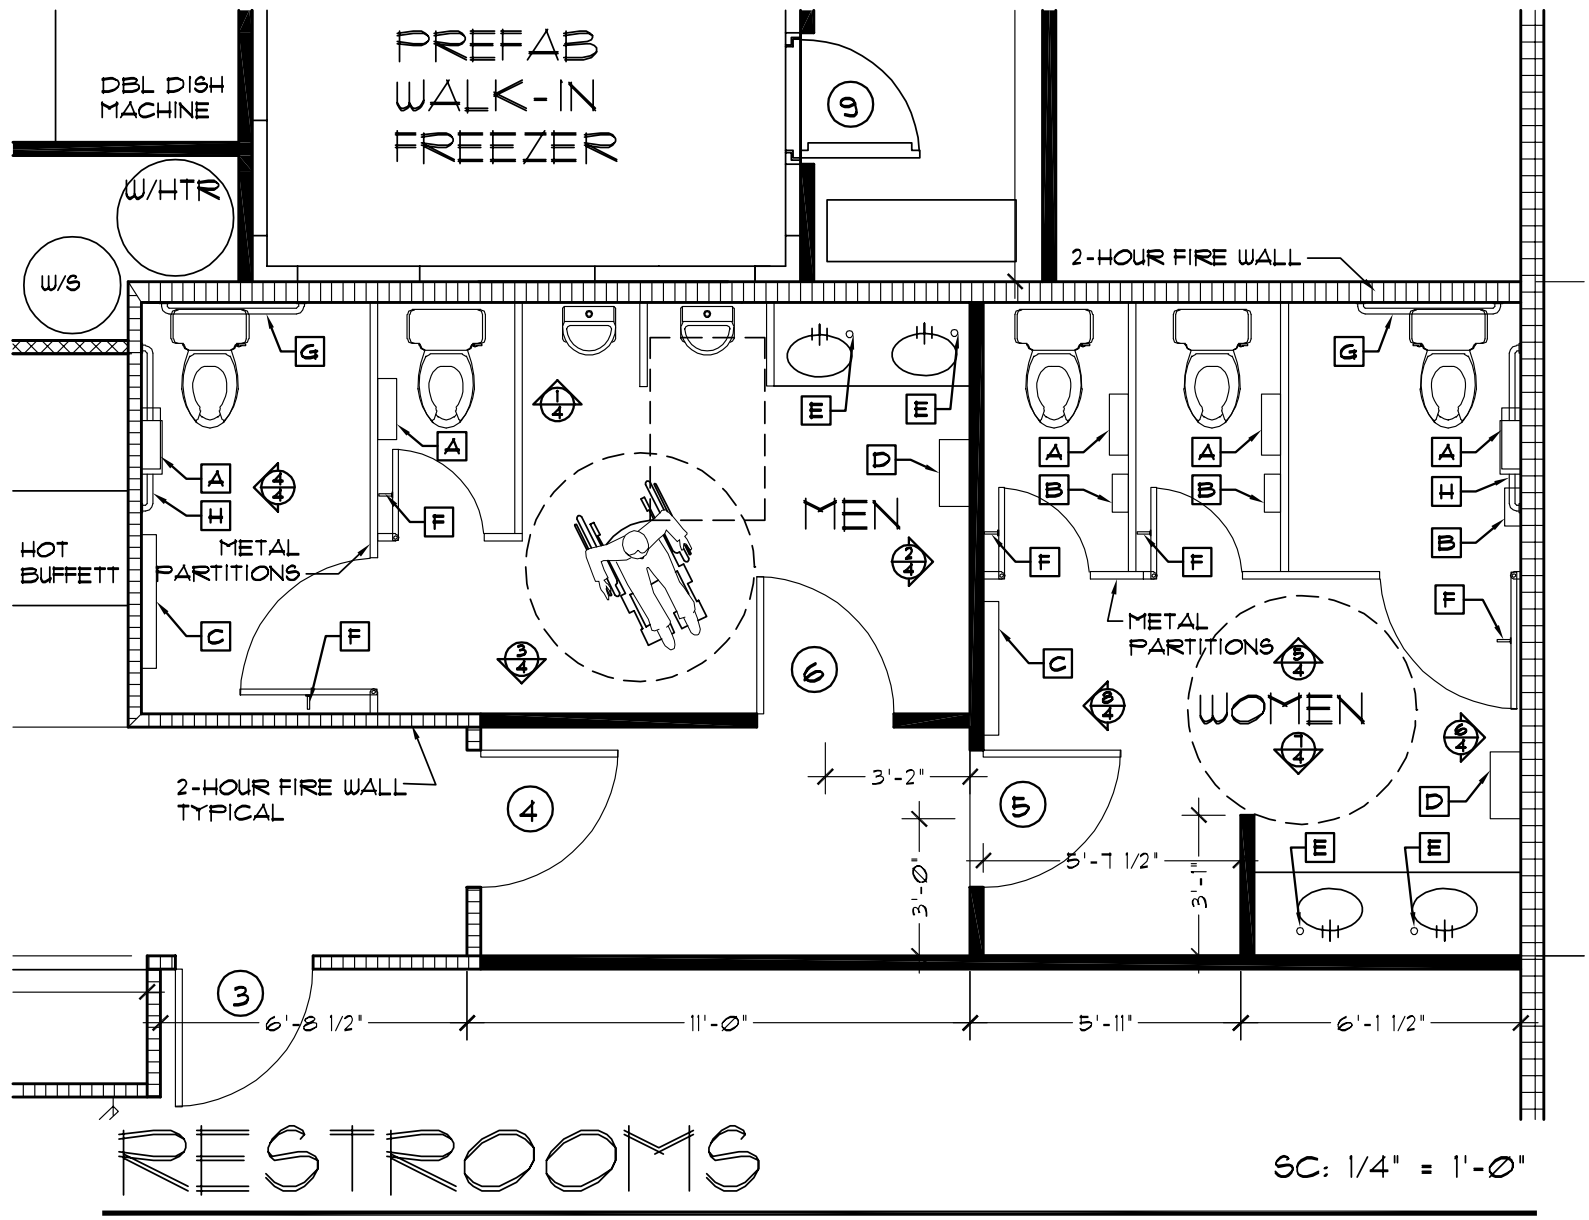 PREFAB
WALK-IN
FREEZER
DBL DISH
MACHINE
9
W/HTR
W/S
2-HOUR FIRE WALL
G
G
1
4
E
E
A
D
A
A
A
A
4
4
H
F
B
B
H
MEN
HOT
BUFFETT
METAL
PARTITIONS
2
4
F
F
B
C
F
3
4
6
METAL
PARTITIONS
F
C
5
4
8
4
WOMEN
7
4
6
4
2-HOUR FIRE WALL
TYPICAL
3'-2"
4
5
D
5'-7 1/2"
E
E
3'-0"
3'-1"
3
6'-8 1/2"
11'-0"
5'-11"
6'-1 1/2"
RESTROOMS
SC: 1/4" = 1'-0"